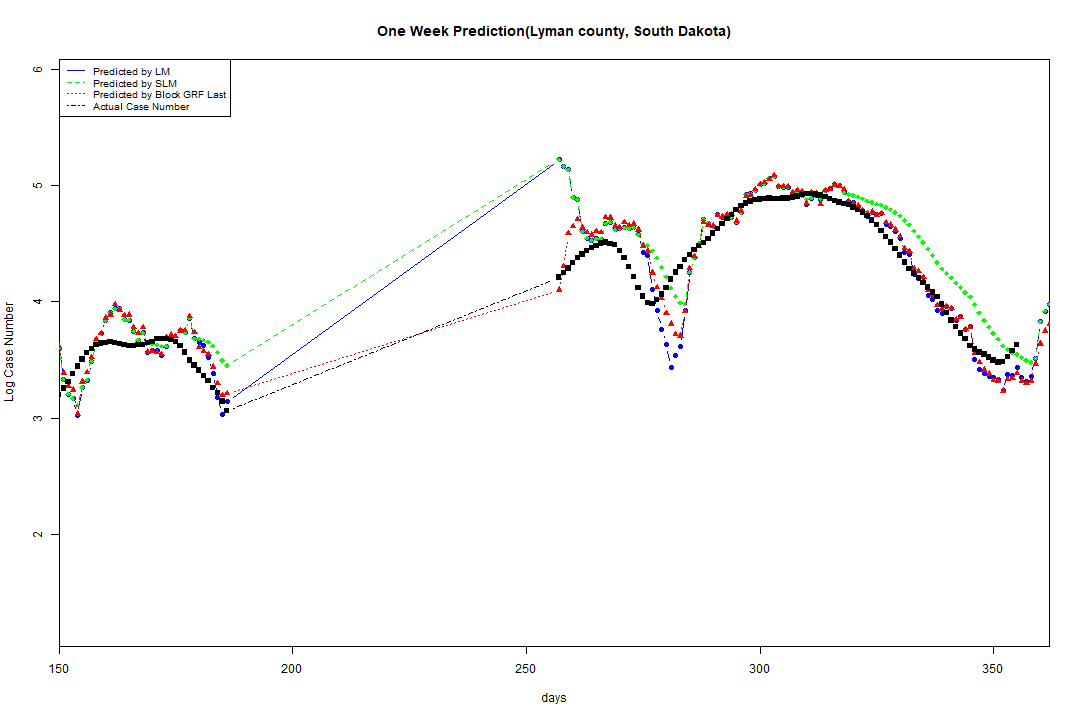 One Week Prediction(Lyman county, South Dakota)
Predicted by LM
Predicted by SLM
Predicted by Block GRF Last
Actual Case Number
Log Case Number
6
5
4
3
2
150 200 250 300 350
days